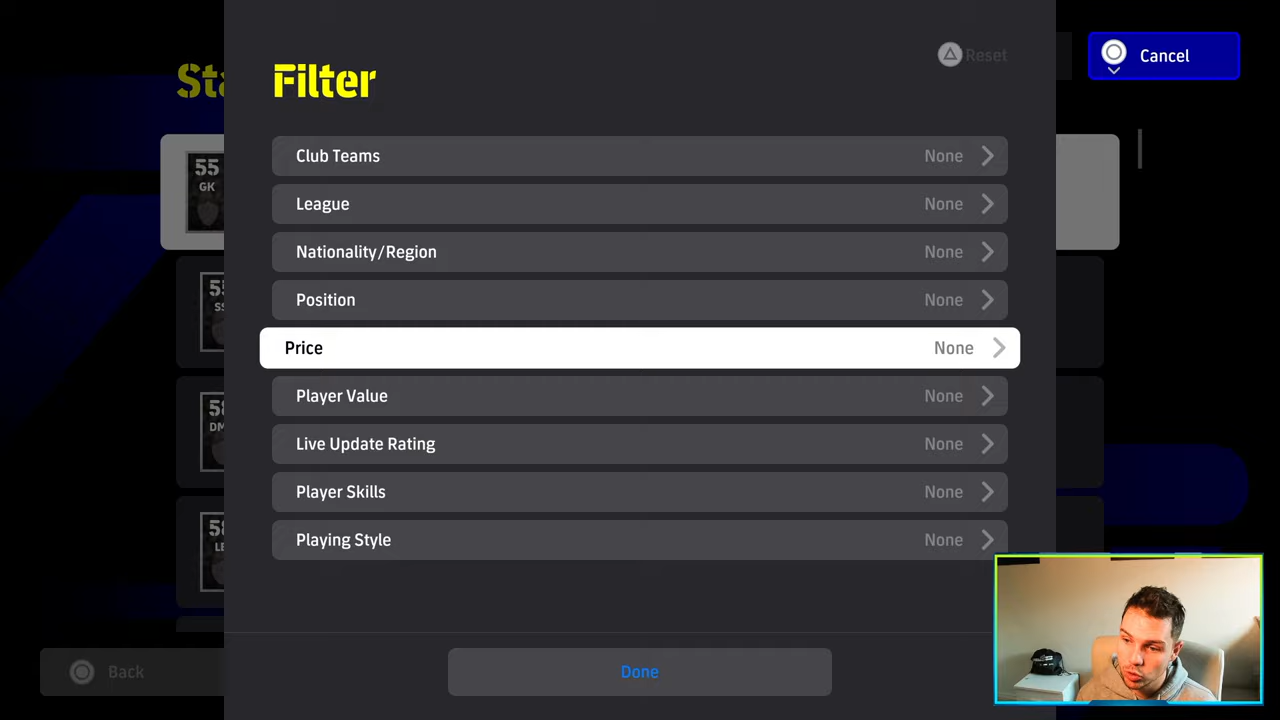 Sta
Filter
Reset
Cancel
55
GK
Club Teams None
League None
Nationality/Region None
Position None
Price None
Player Value None
Live Update Rating None
Player Skills None
Playing Style None
Back
Done